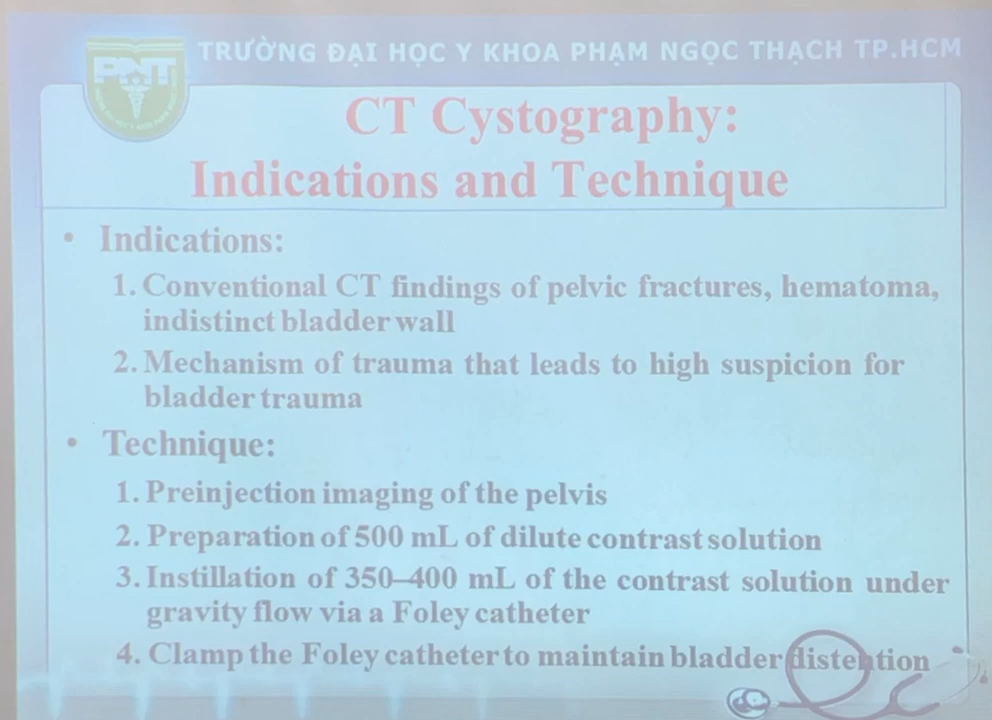 TRƯỜNG ĐẠI HỌC Y KHOA PHẠM NGỌC THẠCH TP.HCM
PNT
CT Cystography:
Indications and Technique
• Indications:
1. Conventional CT findings of pelvic fractures, hematoma,
indistinct bladder wall
2. Mechanism of trauma that leads to high suspicion for
bladder trauma
• Technique:
1. Preinjection imaging of the pelvis
2. Preparation of 500 mL of dilute contrast solution
3. Instillation of 350–400 mL of the contrast solution under
gravity flow via a Foley catheter
4. Clamp the Foley catheter to maintain bladder distention